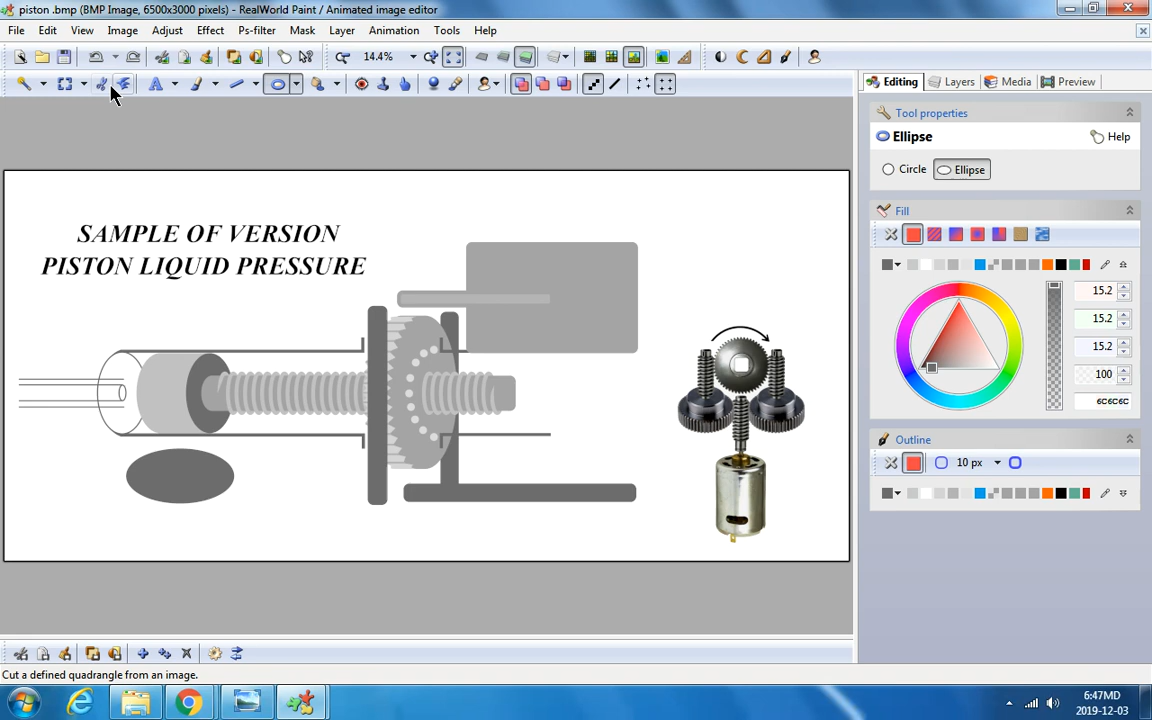 piston .bmp (BMP Image, 6500x3000 pixels) - RealWorld Paint / Animated image editor
File Edit View Image Adjust Effect Ps-filter Mask Layer Animation Tools Help
14.4%
Editing Layers Media Preview
Tool properties
Ellipse Help
Circle Ellipse
Fill
15.2
15.2
15.2
100
6C6C6C
Outline
10 px
SAMPLE OF VERSION
PISTON LIQUID PRESSURE
Cut a defined quadrangle from an image.
6:47MD
2019-12-03